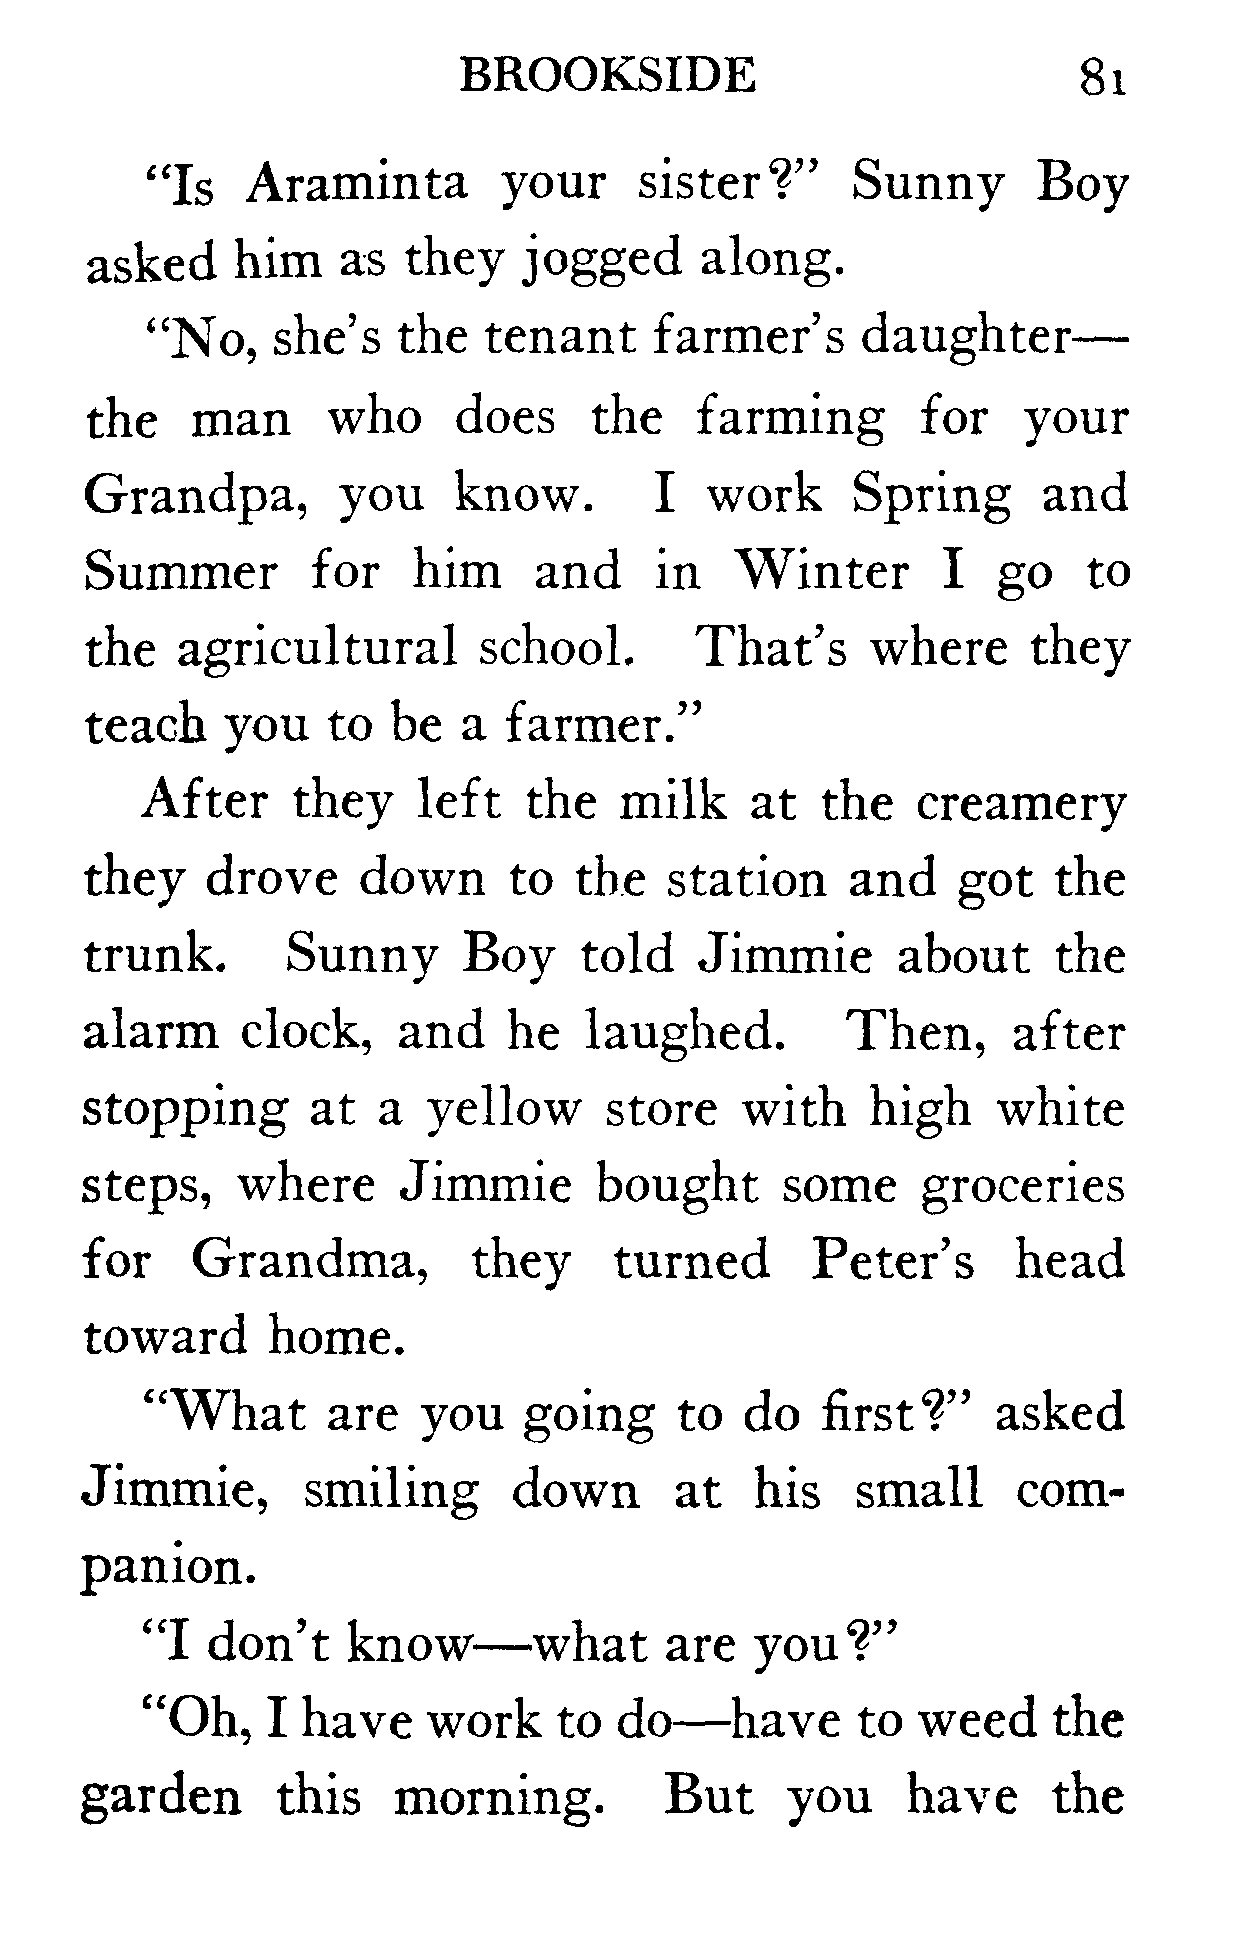 BROOKSIDE 81
“Is Araminta your sister?” Sunny Boy
asked him as they jogged along.
“No, she’s the tenant farmer’s daughter—
the man who does the farming for your
Grandpa, you know. I work Spring and
Summer for him and in Winter I go to
the agricultural school. That’s where they
teach you to be a farmer.”
After they left the milk at the creamery
they drove down to the station and got the
trunk. Sunny Boy told Jimmie about the
alarm clock, and he laughed. Then, after
stopping at a yellow store with high white
steps, where Jimmie bought some groceries
for Grandma, they turned Peter’s head
toward home.
“What are you going to do first?” asked
Jimmie, smiling down at his small com-
panion.
“I don’t know—what are you?”
“Oh, I have work to do—have to weed the
garden this morning. But you have the